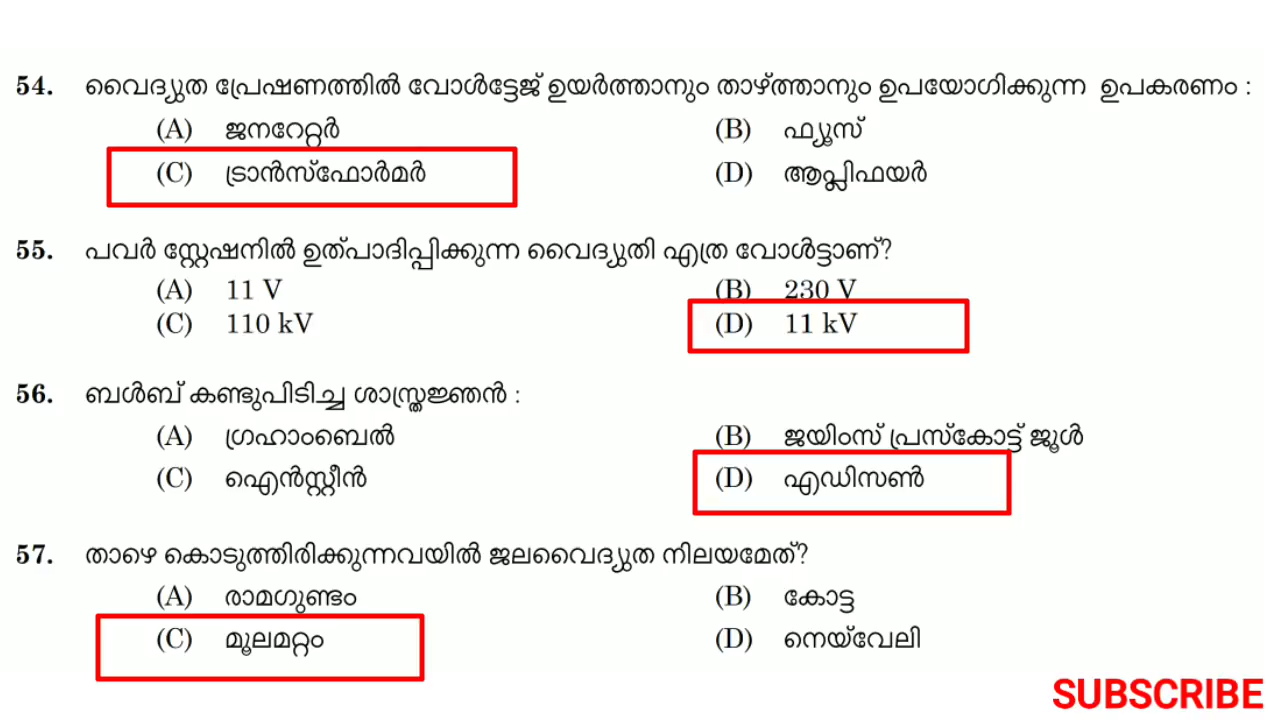 54. വൈദ്യുത പ്രേഷണത്തിൽ വോൾട്ടേജ് ഉയർത്താനും താഴ്ത്താനും ഉപയോഗിക്കുന്ന ഉപകരണം :
(A) ജനറേറ്റർ (B) ഫ്യൂസ്
(C) ട്രാൻസ്ഫോർമർ (D) ആപ്ലിഫയർ
55. പവർ സ്റ്റേഷനിൽ ഉത്പാദിപ്പിക്കുന്ന വൈദ്യുതി എത്ര വോൾട്ടാണ്?
(A) 11 V (B) 230 V
(C) 110 kV (D) 11 kV
56. ബൾബ് കണ്ടുപിടിച്ച ശാസ്ത്രജ്ഞൻ :
(A) ഗ്രഹാംബെൽ (B) ജയിംസ് പ്രസ്കോട്ട് ജൂൾ
(C) ഐൻസ്റ്റീൻ (D) എഡിസൺ
57. താഴെ കൊടുത്തിരിക്കുന്നവയിൽ ജലവൈദ്യുത നിലയമേത്?
(A) രാമഗുണ്ടം (B) കോട്ട
(C) മൂലമറ്റം (D) നെയ്‌വേലി
SUBSCRIBE